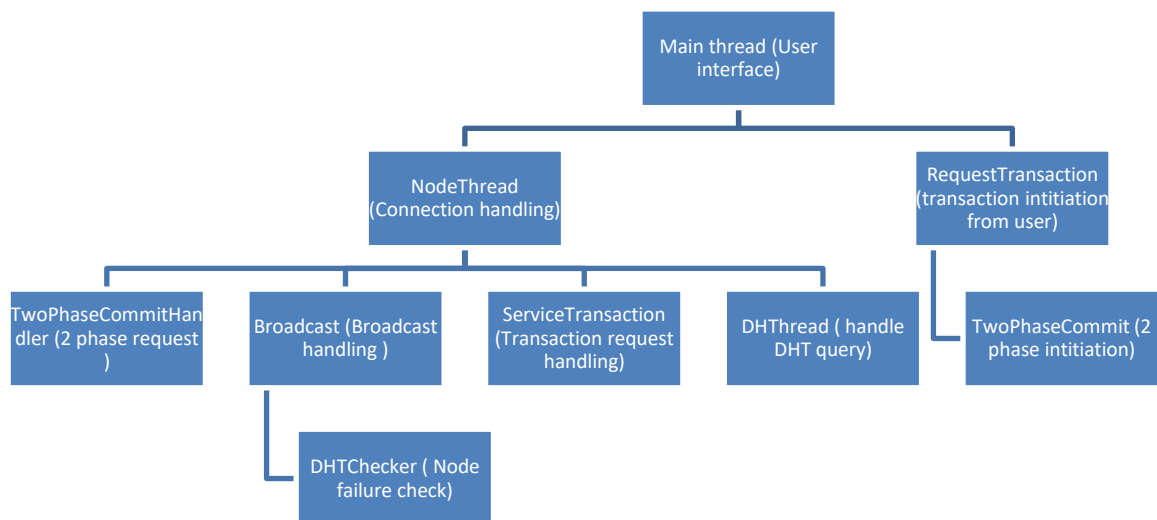 Main thread (User
interface)
NodeThread
(Connection handling)
RequestTransaction
(transaction intitiation
from user)
TwoPhaseCommitHan
dler (2 phase request
)
Broadcast (Broadcast
handling )
ServiceTransaction
(Transaction request
handling)
DHThread ( handle
DHT query)
TwoPhaseCommit (2
phase intitiation)
DHTChecker ( Node
failure check)